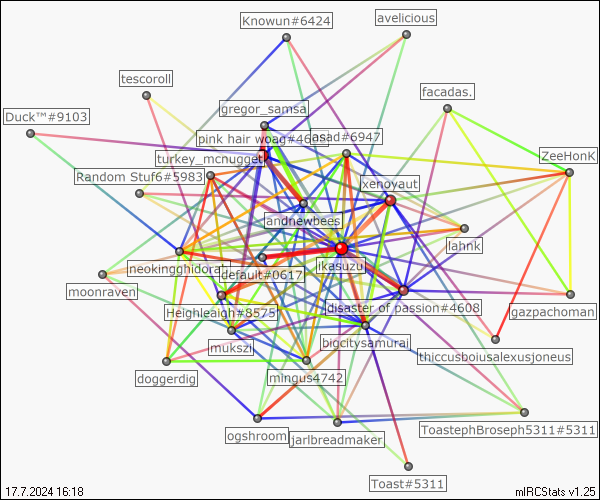 Knowun#6424
avelicious
tescoroll
facadas.
Duck™#9103
gregor_samsa
pink hair woag#46
asad#6947
turkey_mcnugget
ZeeHonk
Random Stuf6#5983
xenoyaut
andnewbees
lahnk
neokingghidora
ikasuzu
default#0617
moonraven
Heighleaigh#8575
disaster of passion#4608
gazpachoman
mukszi
bigcitysamurai
thiccusboiusalexusjoneus
doggerdig
mingus4742
ogshroom
jarlbreadmaker
ToastephBroseph5311#5311
Toast#5311
17.7.2024 16:18
mIRCStats v1.25